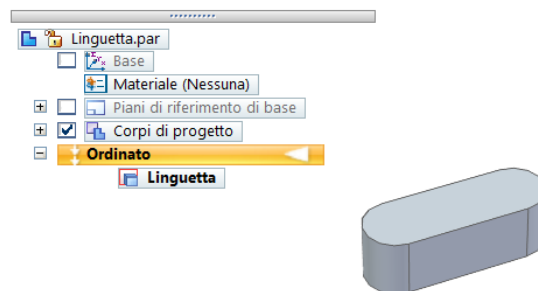 Linguetta.par
Base
Materiale (Nessuna)
Piani di riferimento di base
Corpi di progetto
Ordinato
Linguetta